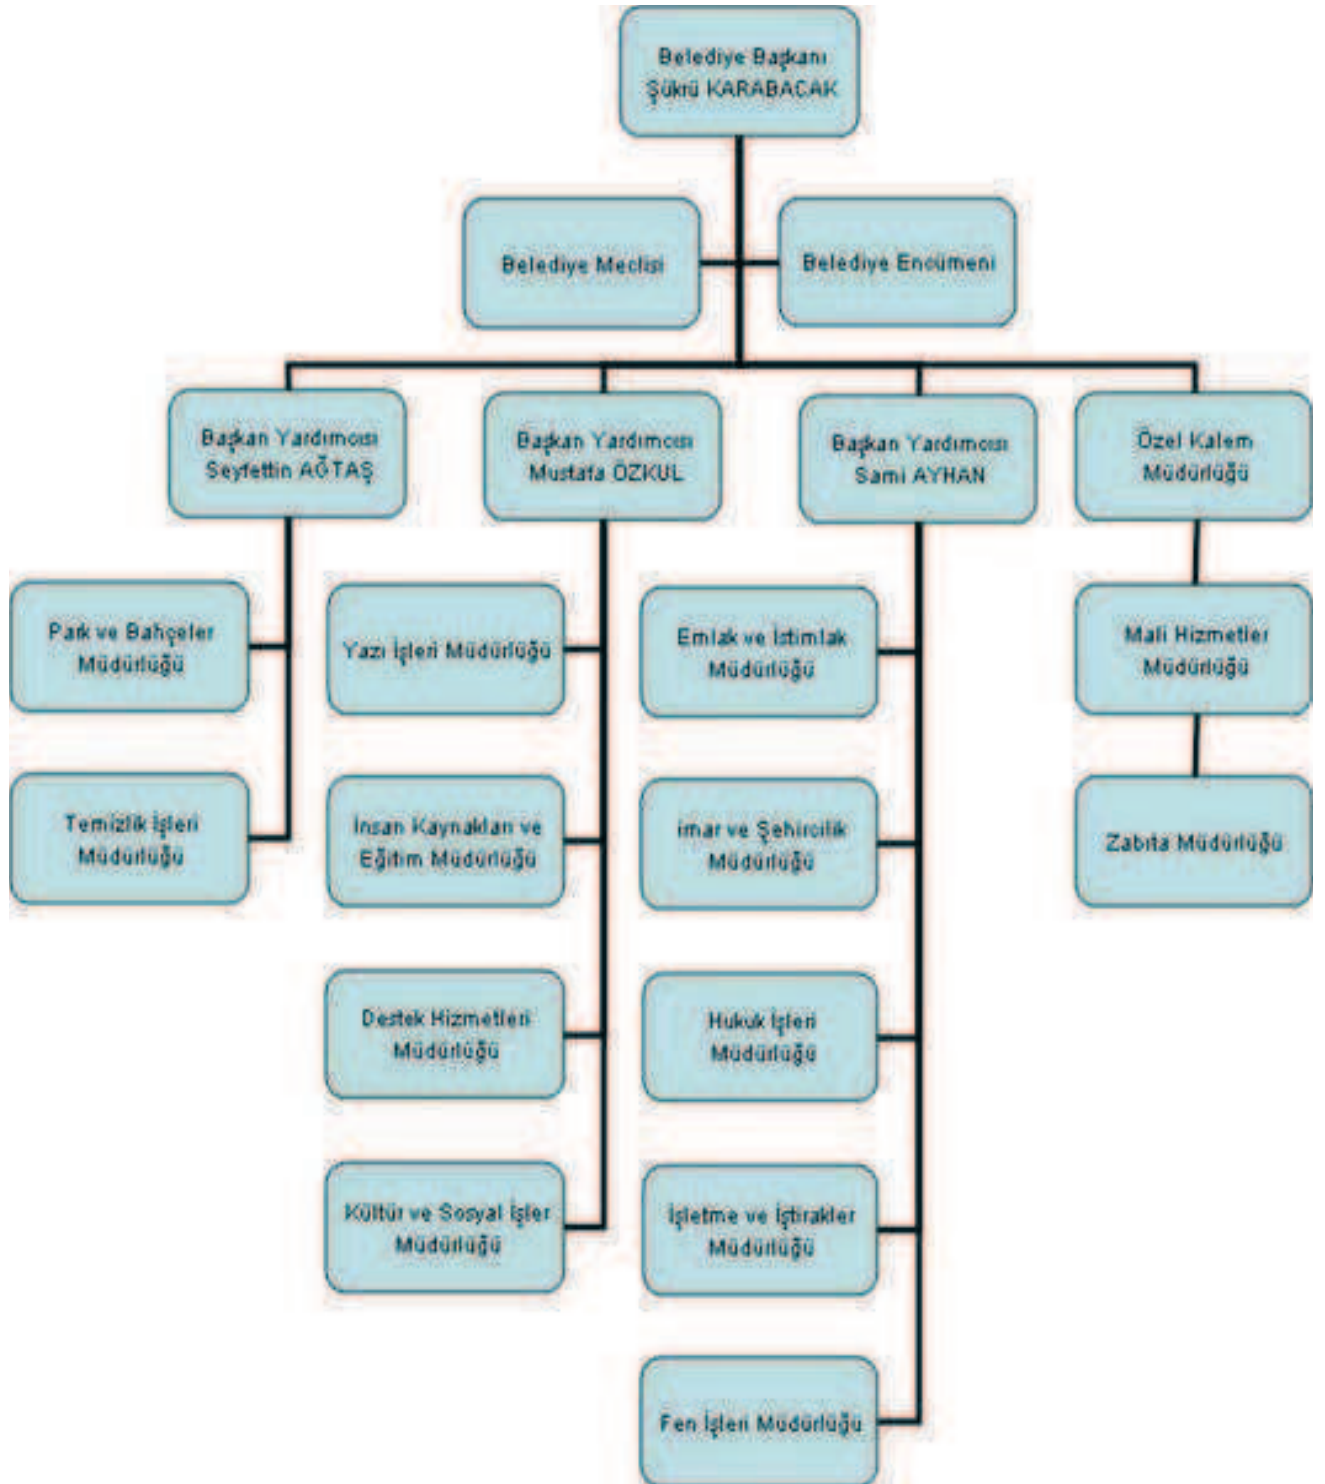 Belediye Başkanı
Şükrü KARABACAK
Belediye Meclisi
Belediye Encümeni
Başkan Yardımcısı
Seyfettin AĞTAŞ
Başkan Yardımcısı
Mustafa ÖZKUL
Başkan Yardımcısı
Sami AYHAN
Özel Kalem
Müdürlüğü
Park ve Bahçeler
Müdürlüğü
Yazı İşleri Müdürlüğü
Emlak ve İstimlak
Müdürlüğü
Mali Hizmetler
Müdürlüğü
Temizlik İşleri
Müdürlüğü
İnsan Kaynakları ve
Eğitim Müdürlüğü
İmar ve Şehircilik
Müdürlüğü
Zabıta Müdürlüğü
Destek Hizmetleri
Müdürlüğü
Hukuk İşleri
Müdürlüğü
Kültür ve Sosyal İşler
Müdürlüğü
İşletme ve İştirakler
Müdürlüğü
Fen İşleri Müdürlüğü